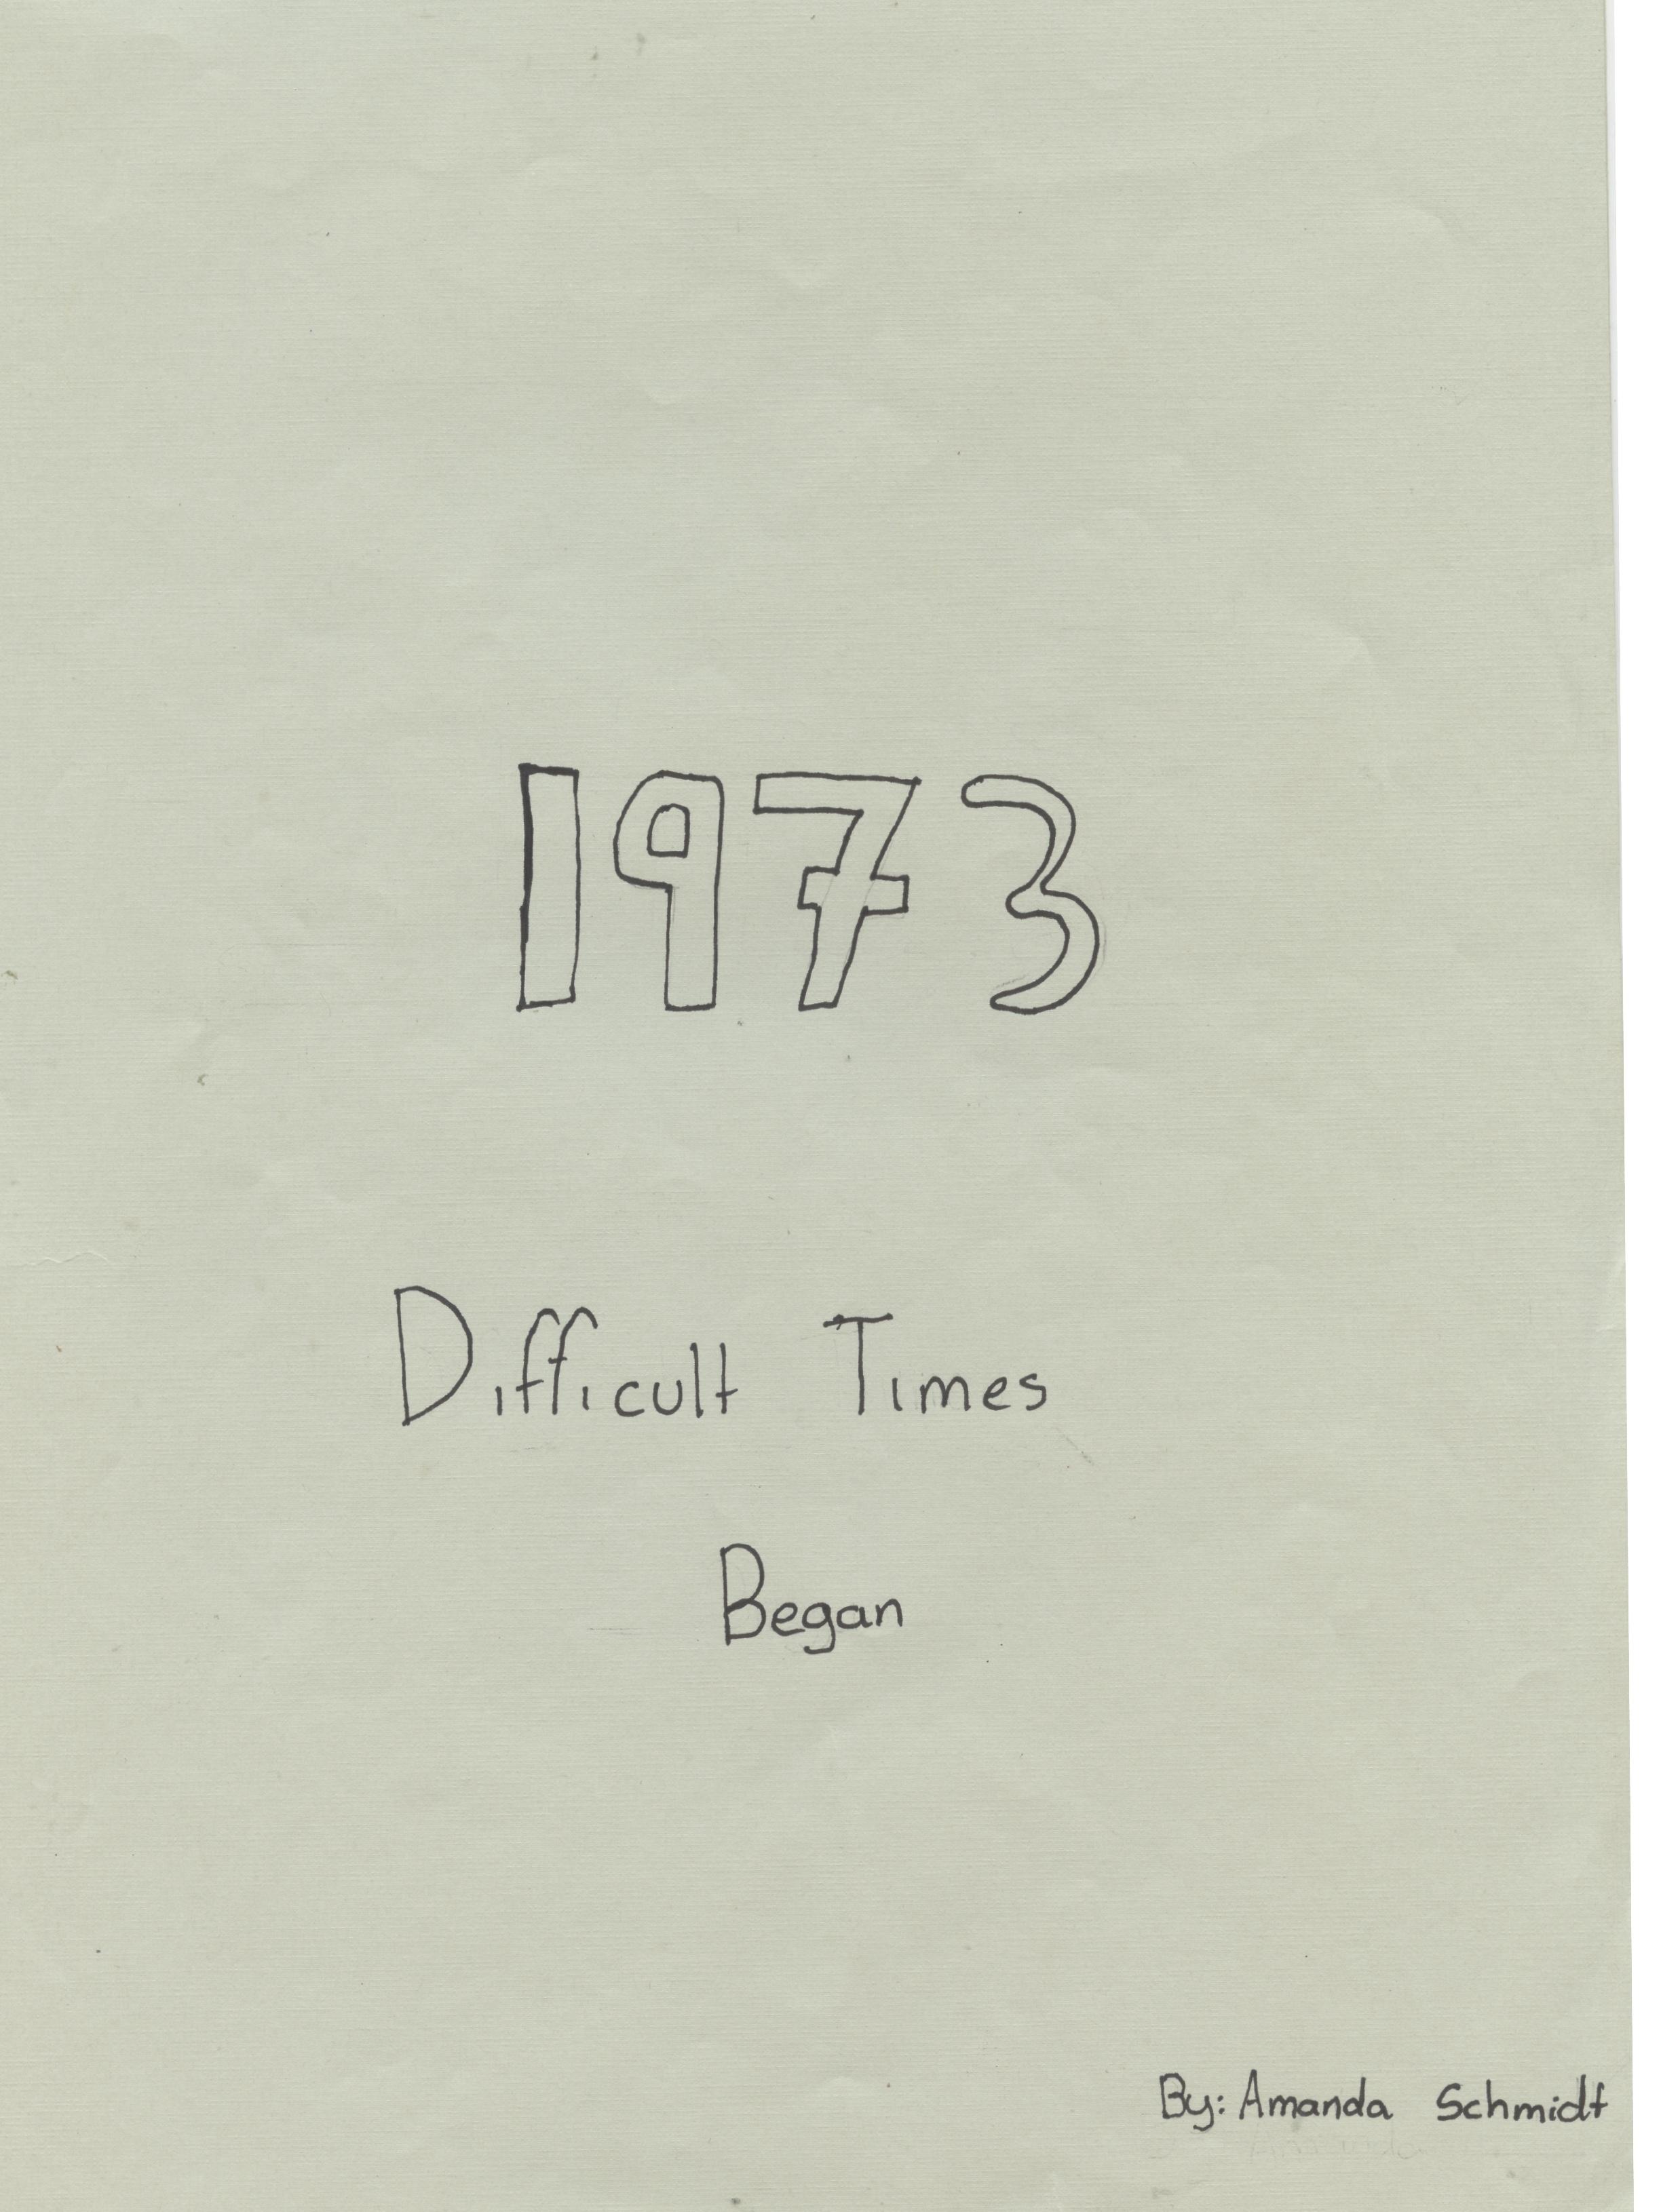 1973
Difficult Times
Began
By: Amanda Schmidt